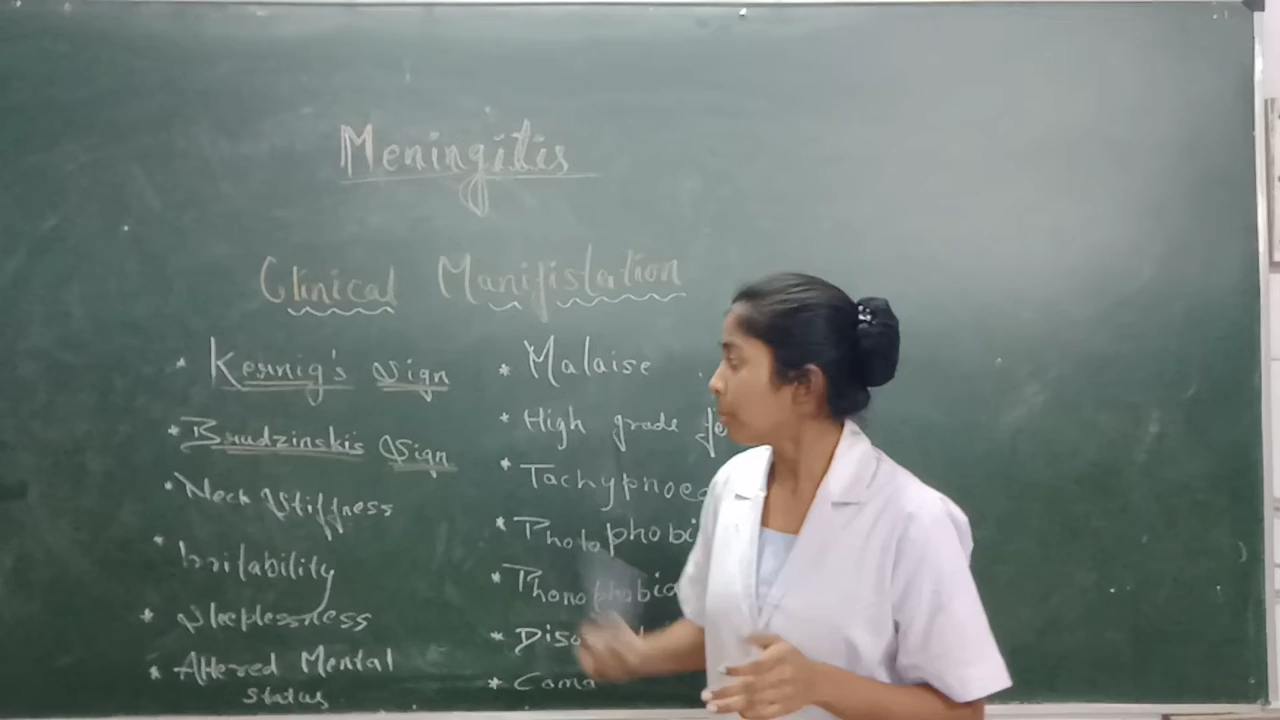 Meningitis
Clinical Manifistation
* Kernig's Sign
* Brudzinski's Sign
* Neck Stiffness
* Irritability
* Sleeplessness
* Altered Mental
Status
* Malaise
* High grade fe
* Tachypnoea
* Photophobi
* Phonophobia
* Diso
* Coma